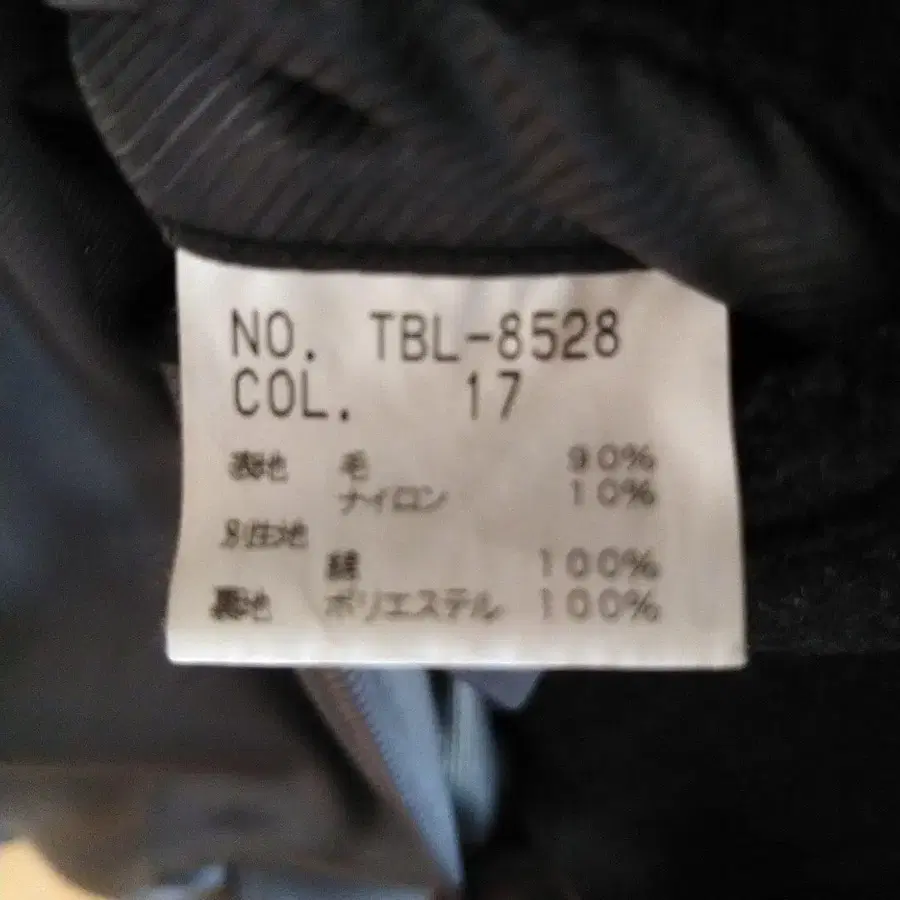 NO. TBL-8528
COL. 17
表地 毛 90%
ナイロン 10%
別生地
綿 100%
裏地 ポリエステル 100%